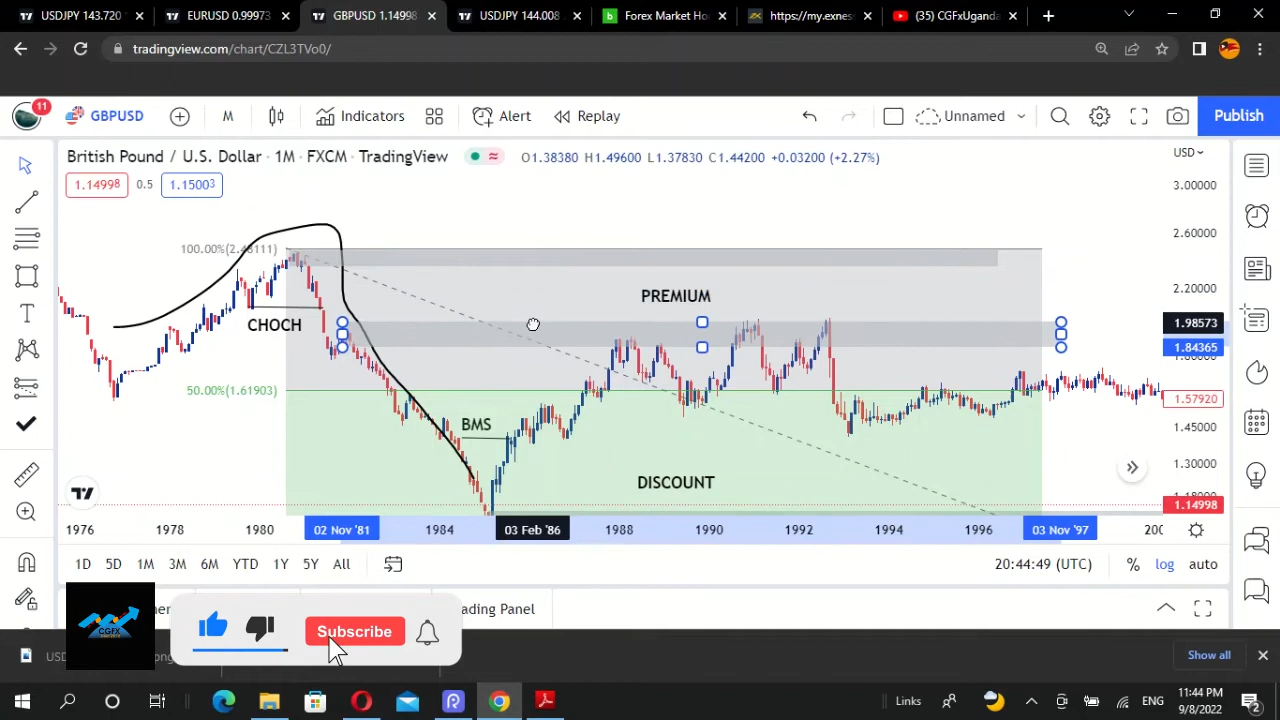 USDJPY 143.720
EURUSD 0.99973
GBPUSD 1.14998
USDJPY 144.008
Forex Market Ho
https://my.exnes
(35) CGFxUganda
tradingview.com/chart/CZL3TVo0/
11
GBPUSD
M
Indicators
Alert
Replay
Unnamed
Publish
British Pound / U.S. Dollar · 1M · FXCM · TradingView
O1.38380 H1.49600 L1.37830 C1.44200 +0.03200 (+2.27%)
USD
1.14998
0.5
1.15003
3.00000
2.60000
2.20000
1.98573
1.84365
1.80000
1.57920
1.45000
1.30000
1.14998
100.00%(2.43111)
PREMIUM
CHOCH
50.00%(1.61903)
BMS
DISCOUNT
1976
1978
1980
02 Nov '81
1984
03 Feb '86
1988
1990
1992
1994
1996
03 Nov '97
1D 5D 1M 3M 6M YTD 1Y 5Y All
20:44:49 (UTC)
%
log
auto
ading Panel
CGFX
Subscribe
Show all
Links
ENG
11:44 PM
9/8/2022
2